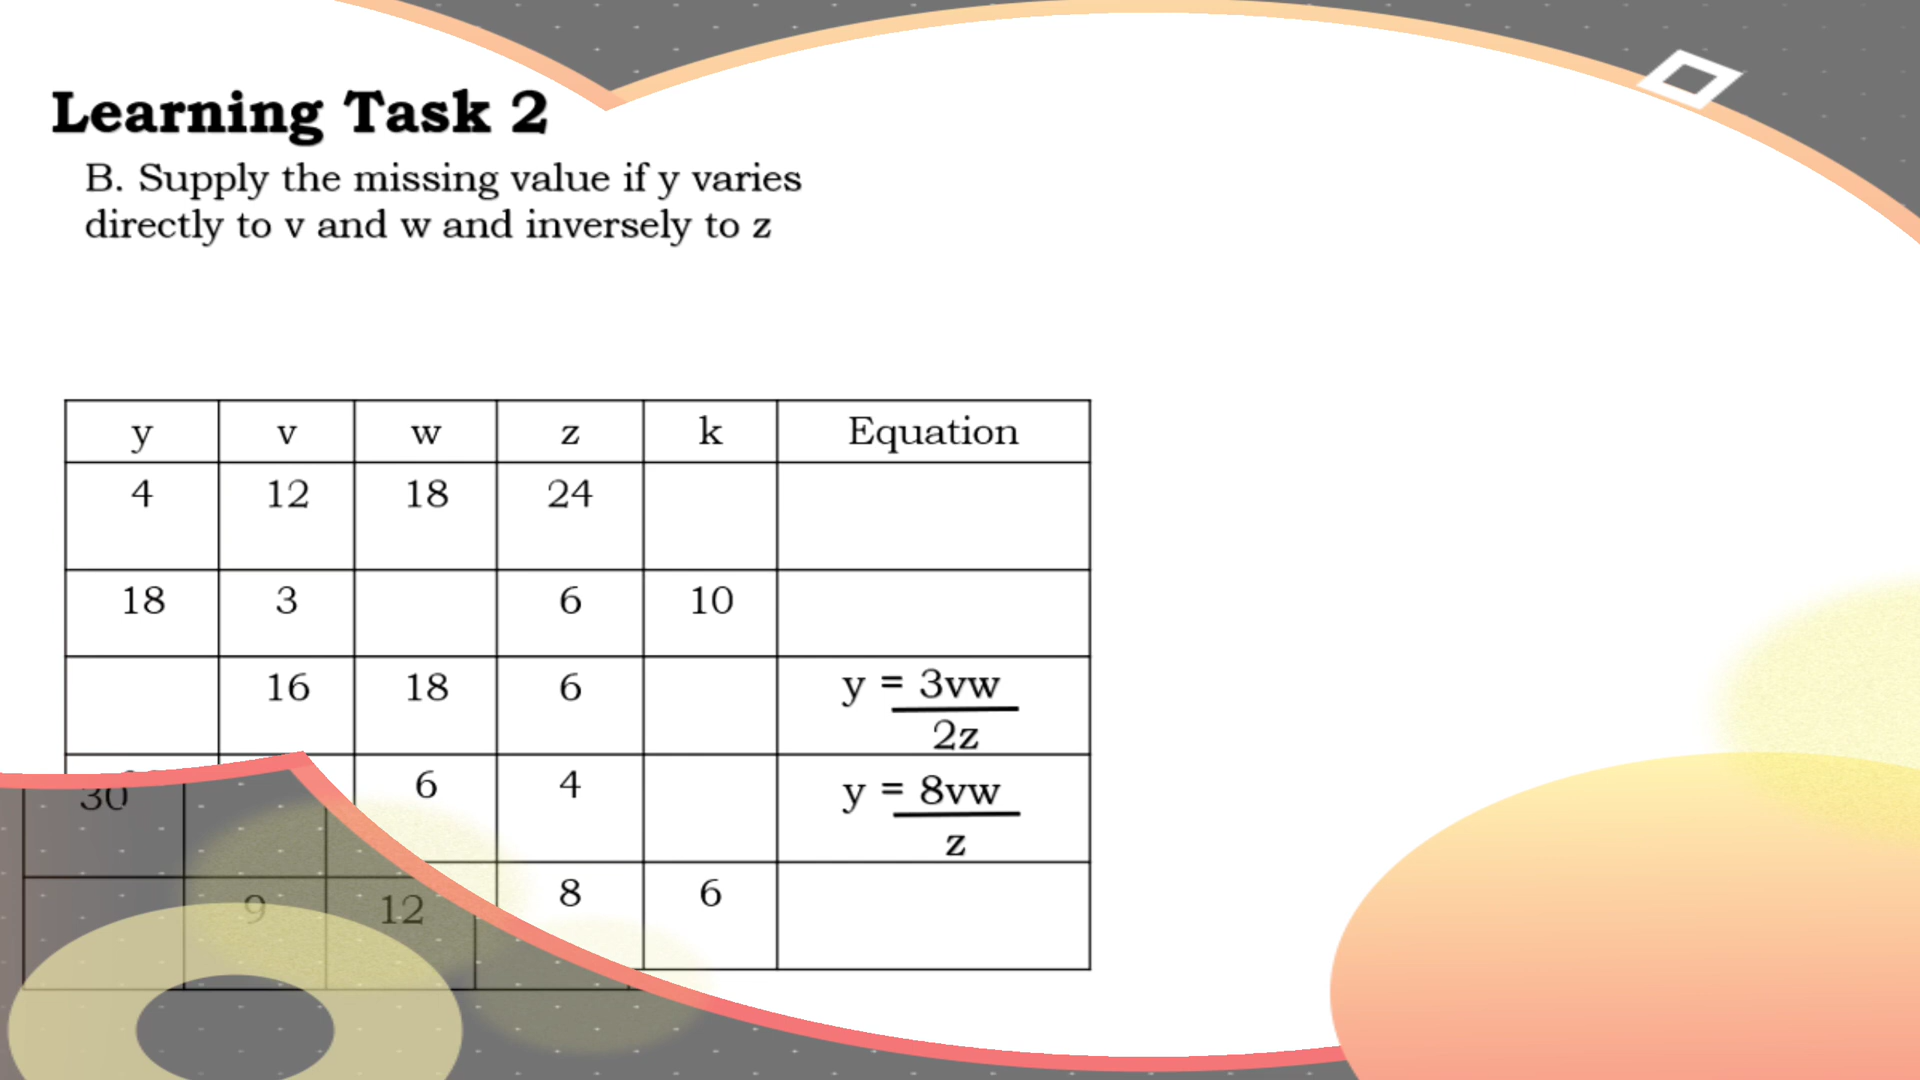 Learning Task 2
B. Supply the missing value if y varies
directly to v and w and inversely to z
y v w z k Equation
4 12 18 24
18 3 6 10
16 18 6 y = 3vw
2z
30 6 4 y = 8vw
z
9 12 8 6